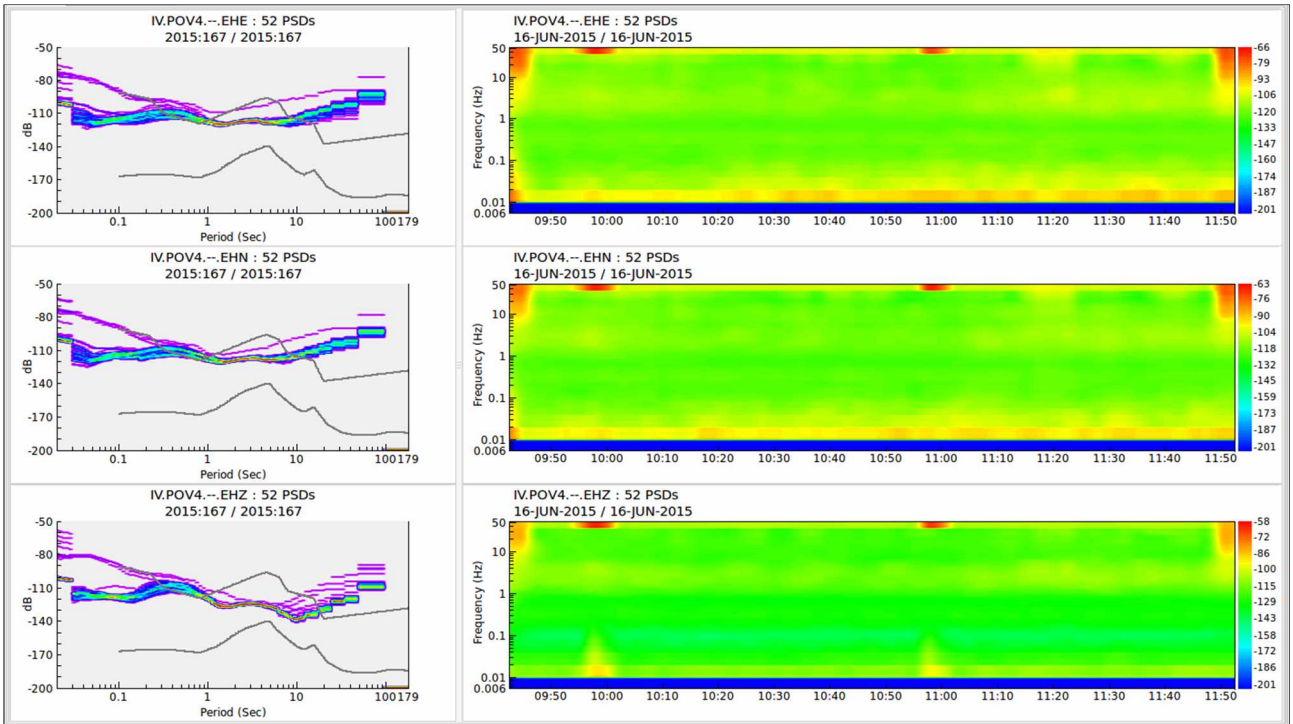 IV.POV4.--.EHE : 52 PSDs
2015:167 / 2015:167
-50
-80
-110
-140
-170
-200
dB
0.1 1 10 100179
Period (Sec)
IV.POV4.--.EHE : 52 PSDs
16-JUN-2015 / 16-JUN-2015
50
10
1
0.1
0.01
0.006
Frequency (Hz)
09:50 10:00 10:10 10:20 10:30 10:40 10:50 11:00 11:10 11:20 11:30 11:40 11:50
-66
-79
-93
-106
-120
-133
-147
-160
-174
-187
-201
IV.POV4.--.EHN : 52 PSDs
2015:167 / 2015:167
-50
-80
-110
-140
-170
-200
dB
0.1 1 10 100179
Period (Sec)
IV.POV4.--.EHN : 52 PSDs
16-JUN-2015 / 16-JUN-2015
50
10
1
0.1
0.01
0.006
Frequency (Hz)
09:50 10:00 10:10 10:20 10:30 10:40 10:50 11:00 11:10 11:20 11:30 11:40 11:50
-63
-76
-90
-104
-118
-132
-145
-159
-173
-187
-201
IV.POV4.--.EHZ : 52 PSDs
2015:167 / 2015:167
-50
-80
-110
-140
-170
-200
dB
0.1 1 10 100179
Period (Sec)
IV.POV4.--.EHZ : 52 PSDs
16-JUN-2015 / 16-JUN-2015
50
10
1
0.1
0.01
0.006
Frequency (Hz)
09:50 10:00 10:10 10:20 10:30 10:40 10:50 11:00 11:10 11:20 11:30 11:40 11:50
-58
-72
-86
-100
-115
-129
-143
-158
-172
-186
-201